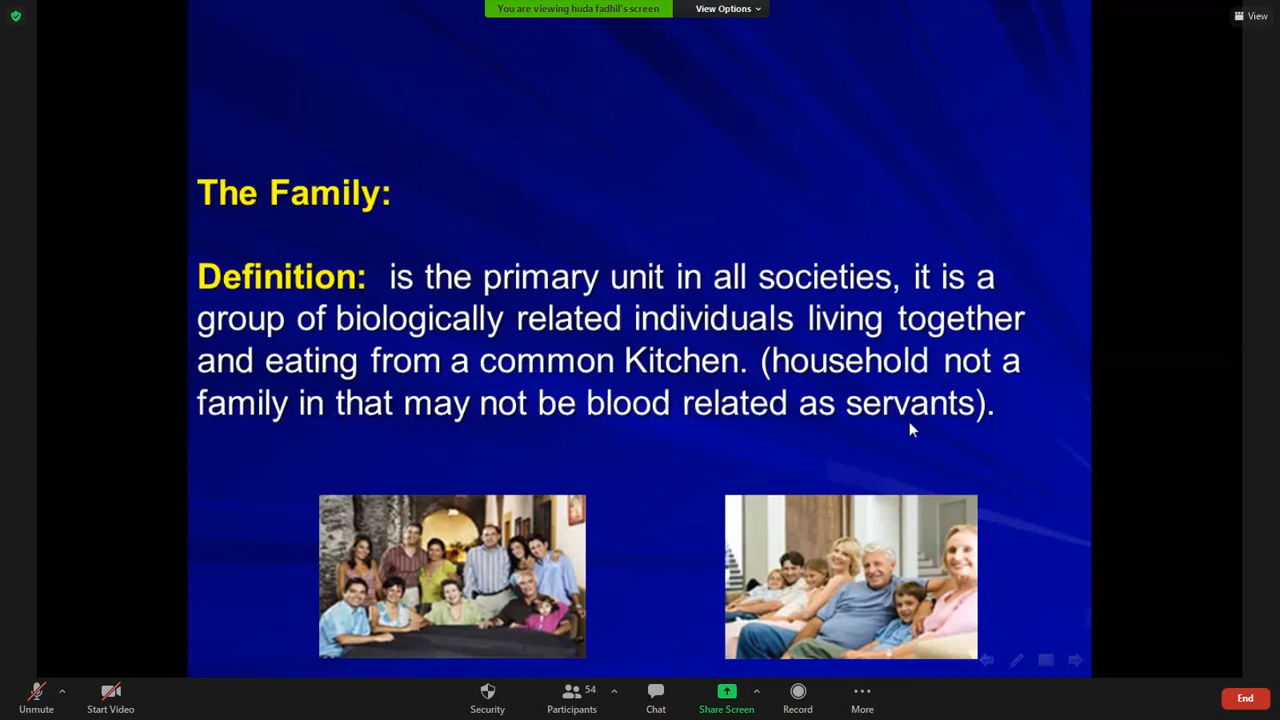 You are viewing huda fadhil's screen
View Options
View
The Family:
Definition: is the primary unit in all societies, it is a
group of biologically related individuals living together
and eating from a common Kitchen. (household not a
family in that may not be blood related as servants).
Unmute
Start Video
Security
54
Participants
Chat
Share Screen
Record
More
End